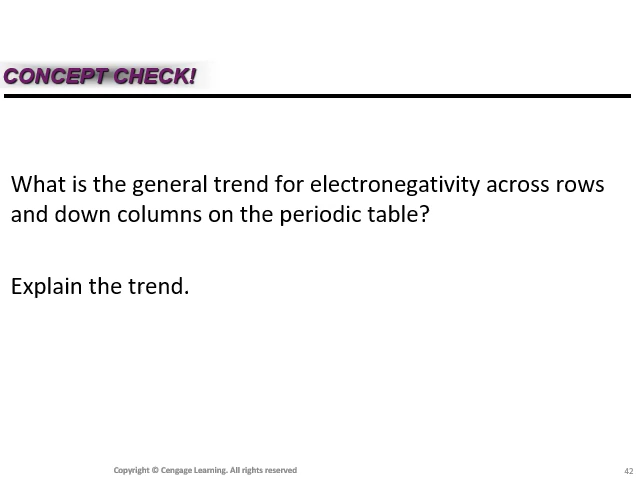 CONCEPT CHECK!
What is the general trend for electronegativity across rows
and down columns on the periodic table?
Explain the trend.
Copyright © Cengage Learning. All rights reserved
42